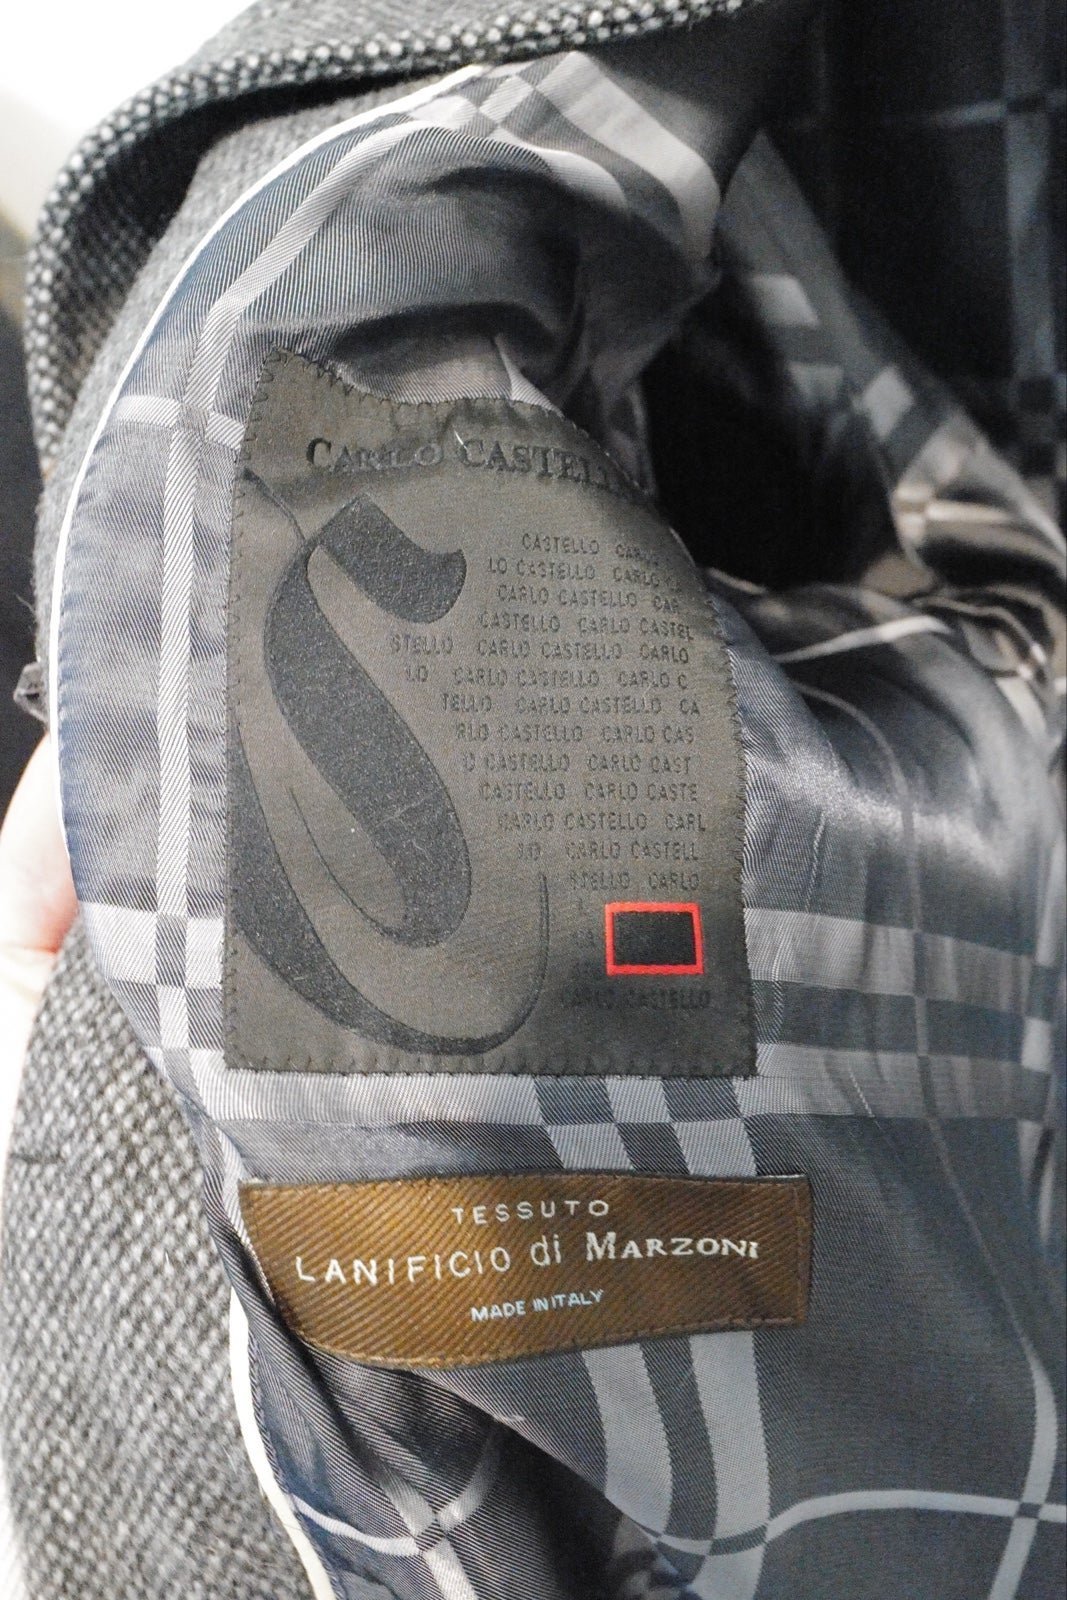 CARLO CASTEL
CASTELLO CAR
LO CASTELLO CARLO
CARLO CASTELLO CAR
CASTELLO CARLO CASTEL
STELLO CARLO CASTELLO CARLO
LO CARLO CASTELLO CARLO C
TELLO CARLO CASTELLO CA
RLO CASTELLO CARLO CAS
O CASTELLO CARLO CAST
CASTELLO CARLO CASTE
CARLO CASTELLO CARL
LO CARLO CASTELL
STELLO CARLO
CARLO CASTELLO
TESSUTO
LANIFICIO di MARZONI
MADE IN ITALY